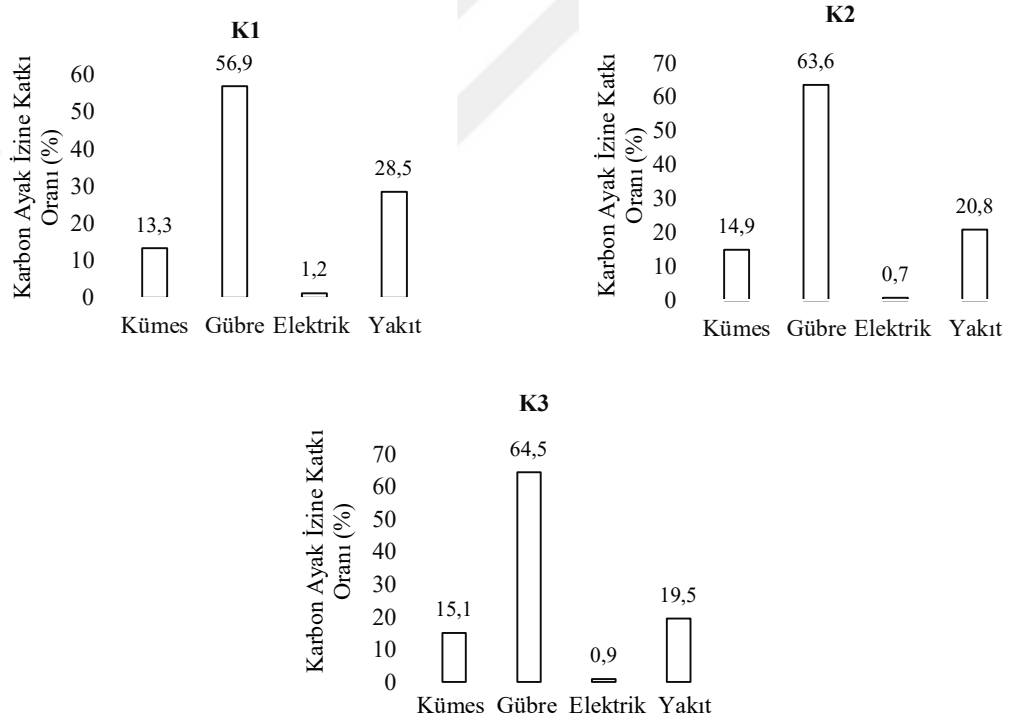 K1
Karbon Ayak İzine Katkı
Oranı (%)
60
50
40
30
20
10
0
13,3
56,9
1,2
28,5
Kümes Gübre Elektrik Yakıt
K2
Karbon Ayak İzine Katkı
Oranı (%)
70
60
50
40
30
20
10
0
14,9
63,6
0,7
20,8
Kümes Gübre Elektrik Yakıt
K3
Karbon Ayak İzine Katkı
Oranı (%)
70
60
50
40
30
20
10
0
15,1
64,5
0,9
19,5
Kümes Gübre Elektrik Yakıt